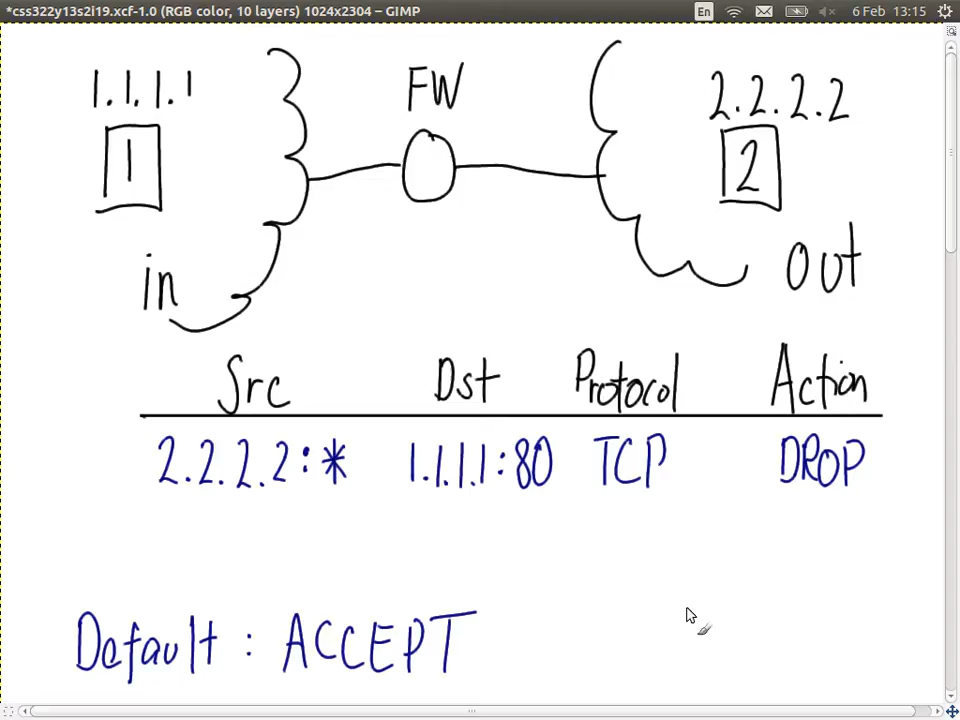 *css322y13s2i19.xcf-1.0 (RGB color, 10 layers) 1024x2304 – GIMP
En
6 Feb 13:15
1.1.1.1
FW
2.2.2.2
1
2
in
out
Src Dst Protocol Action
2.2.2.2:* 1.1.1.1:80 TCP DROP
Default : ACCEPT